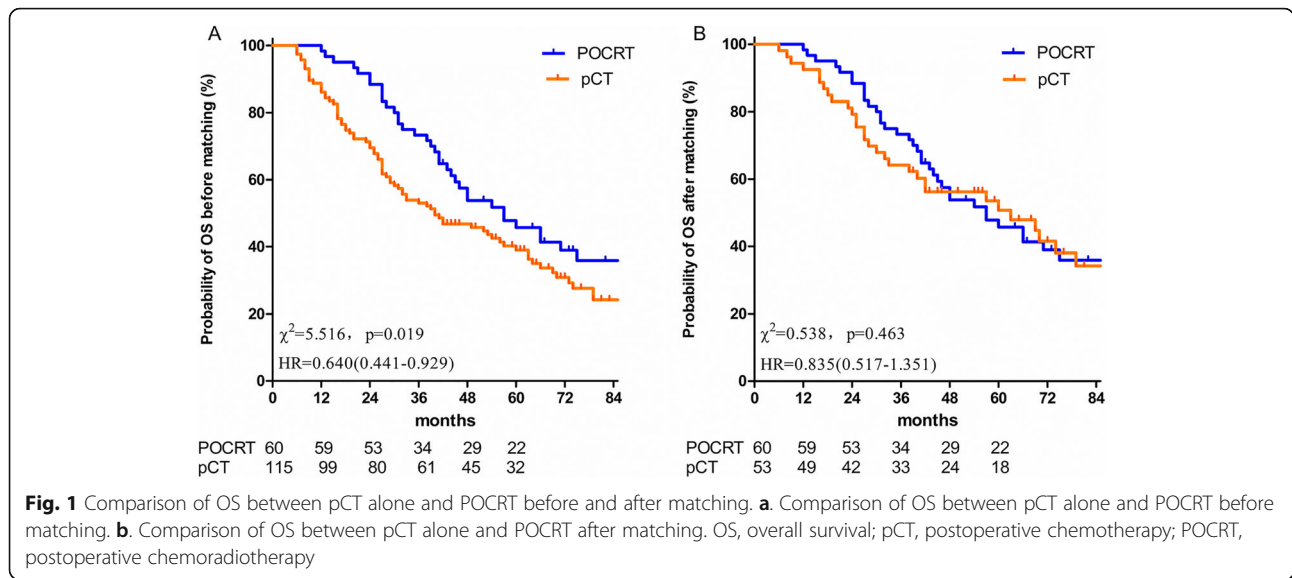 A
POCRT
pCT
Probability of OS before matching (%)
100
80
60
40
20
0
χ²=5.516, p=0.019
HR=0.640(0.441-0.929)
0 12 24 36 48 60 72 84
months
POCRT 60 59 53 34 29 22
pCT 115 99 80 61 45 32
B
POCRT
pCT
Probability of OS after matching (%)
100
80
60
40
20
0
χ²=0.538, p=0.463
HR=0.835(0.517-1.351)
0 12 24 36 48 60 72 84
months
POCRT 60 59 53 34 29 22
pCT 53 49 42 33 24 18
Fig. 1 Comparison of OS between pCT alone and POCRT before and after matching. a. Comparison of OS between pCT alone and POCRT before
matching. b. Comparison of OS between pCT alone and POCRT after matching. OS, overall survival; pCT, postoperative chemotherapy; POCRT,
postoperative chemoradiotherapy